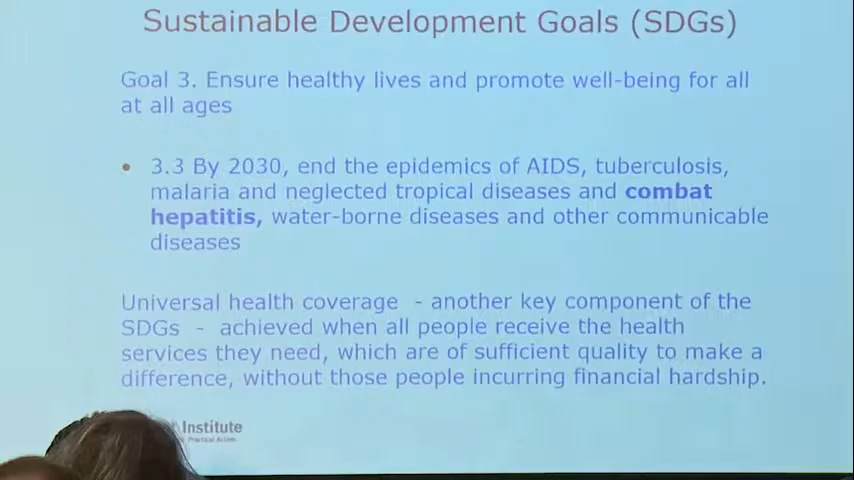 Sustainable Development Goals (SDGs)
Goal 3. Ensure healthy lives and promote well-being for all
at all ages
• 3.3 By 2030, end the epidemics of AIDS, tuberculosis,
malaria and neglected tropical diseases and combat
hepatitis, water-borne diseases and other communicable
diseases
Universal health coverage - another key component of the
SDGs - achieved when all people receive the health
services they need, which are of sufficient quality to make a
difference, without those people incurring financial hardship.
Institute
Practical Action